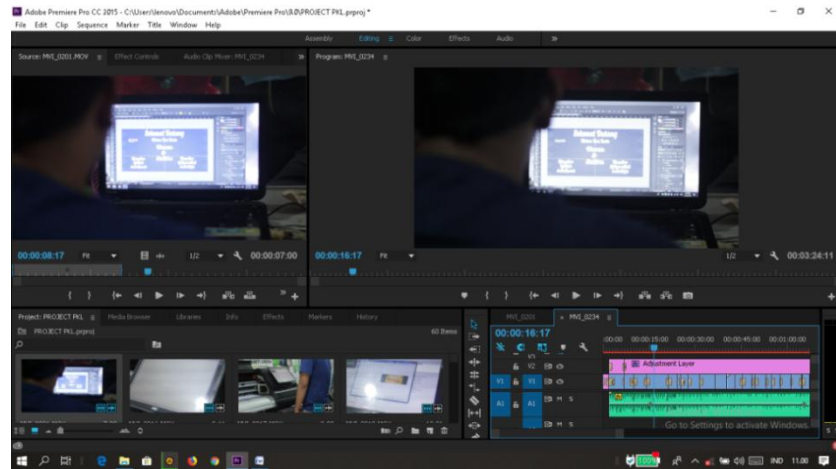 Adobe Premiere Pro CC 2015 - C:\Users\lenovo\Documents\Adobe\Premiere Pro\9.0\PROJECT PKL.prproj *
File Edit Clip Sequence Marker Title Window Help
Assembly Editing Color Effects Audio
Source: MVI_0201.MOV Effect Controls Audio Clip Mixer: MVI_0234 Program: MVI_0234
Selamat Datang
00:00:08:17 Fit 1/2 00:00:07:00 00:00:16:17 Fit 1/2 00:03:24:11
Project: PROJECT PKL Media Browser Libraries Info Effects Markers History MVI_0201 MVI_0234
PROJECT PKL.prproj 60 Items 00:00:16:17
:00:00 00:00:15:00 00:00:30:00 00:00:45:00 00:01:00:00
V2 Adjustment Layer
V1 V1
A1 A1 M S
M S
Go to Settings to activate Windows.
100% IND 11.00